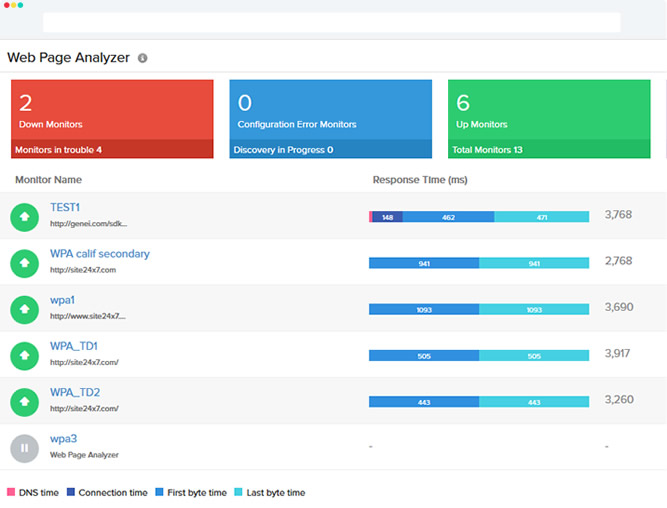 Web Page Analyzer
2
Down Monitors
Monitors in trouble 4
0
Configuration Error Monitors
Discovery in Progress 0
6
Up Monitors
Total Monitors 13
Monitor Name Response Time (ms)
TEST1
http://genei.com/sdk...
148 462 471 3,768
WPA calif secondary
http://site24x7.com
941 941 2,768
wpa1
http://www.site24x7....
1093 1093 3,690
WPA_TD1
http://site24x7.com/
505 505 3,917
WPA_TD2
http://site24x7.com/
443 443 3,260
wpa3
Web Page Analyzer
- -
DNS time Connection time First byte time Last byte time